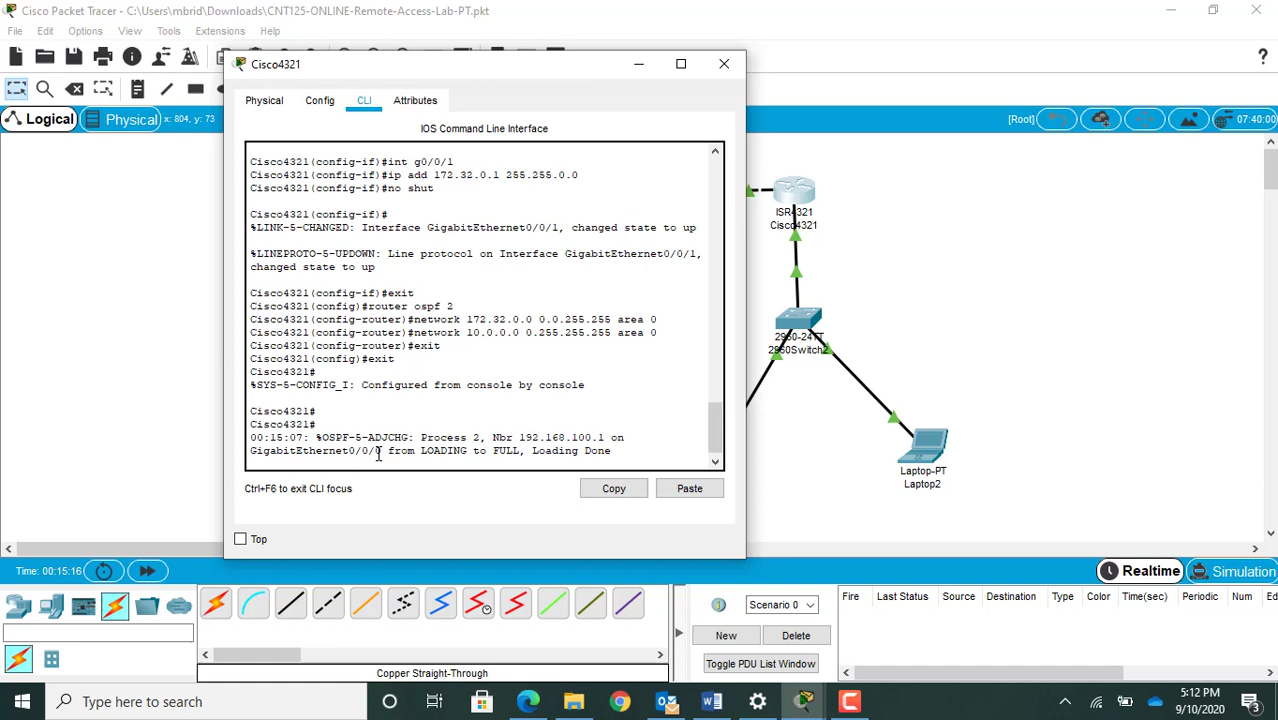 Cisco Packet Tracer - C:\Users\mbrid\Downloads\CNT125-ONLINE-Remote-Access-Lab-PT.pkt
File Edit Options View Tools Extensions Help
Logical Physical x: 804, y: 73 [Root] 07:40:00
Cisco4321
Physical Config CLI Attributes
IOS Command Line Interface
Cisco4321(config-if)#int g0/0/1
Cisco4321(config-if)#ip add 172.32.0.1 255.255.0.0
Cisco4321(config-if)#no shut
Cisco4321(config-if)#
%LINK-5-CHANGED: Interface GigabitEthernet0/0/1, changed state to up
%LINEPROTO-5-UPDOWN: Line protocol on Interface GigabitEthernet0/0/1,
changed state to up
Cisco4321(config-if)#exit
Cisco4321(config)#router ospf 2
Cisco4321(config-router)#network 172.32.0.0 0.0.255.255 area 0
Cisco4321(config-router)#network 10.0.0.0 0.255.255.255 area 0
Cisco4321(config-router)#exit
Cisco4321(config)#exit
Cisco4321#
%SYS-5-CONFIG_I: Configured from console by console
Cisco4321#
Cisco4321#
00:15:07: %OSPF-5-ADJCHG: Process 2, Nbr 192.168.100.1 on
GigabitEthernet0/0/0 from LOADING to FULL, Loading Done
Ctrl+F6 to exit CLI focus
Copy Paste
Top
ISR4321
Cisco4321
2960-24TT
2960Switch2
Laptop-PT
Laptop2
Time: 00:15:16
Realtime Simulation
Scenario 0
New Delete
Toggle PDU List Window
Fire Last Status Source Destination Type Color Time(sec) Periodic Num Ed
Copper Straight-Through
Type here to search
5:12 PM
9/10/2020
3